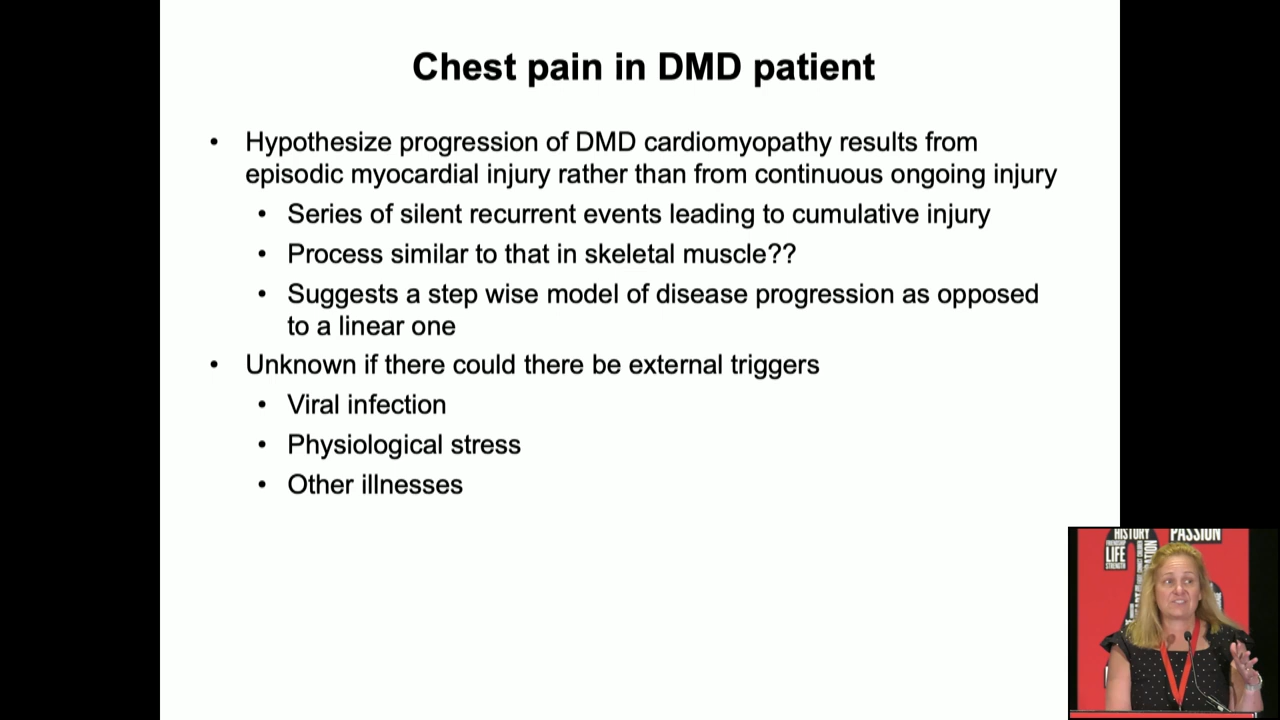 Chest pain in DMD patient
• Hypothesize progression of DMD cardiomyopathy results from
episodic myocardial injury rather than from continuous ongoing injury
• Series of silent recurrent events leading to cumulative injury
• Process similar to that in skeletal muscle??
• Suggests a step wise model of disease progression as opposed
to a linear one
• Unknown if there could there be external triggers
• Viral infection
• Physiological stress
• Other illnesses
HISTORY
PASSION
LIFE
STRENGTH